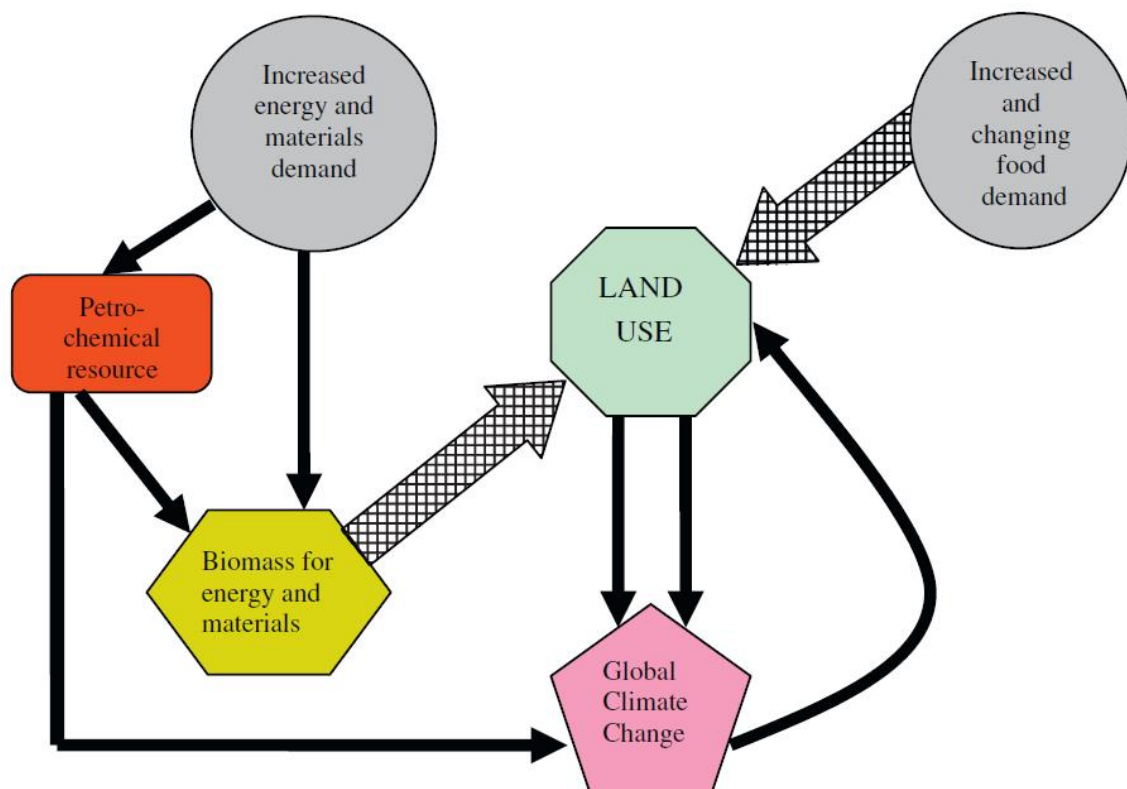 Increased
energy and
materials
demand
Increased
and
changing
food
demand
Petro-
chemical
resource
LAND
USE
Biomass for
energy and
materials
Global
Climate
Change